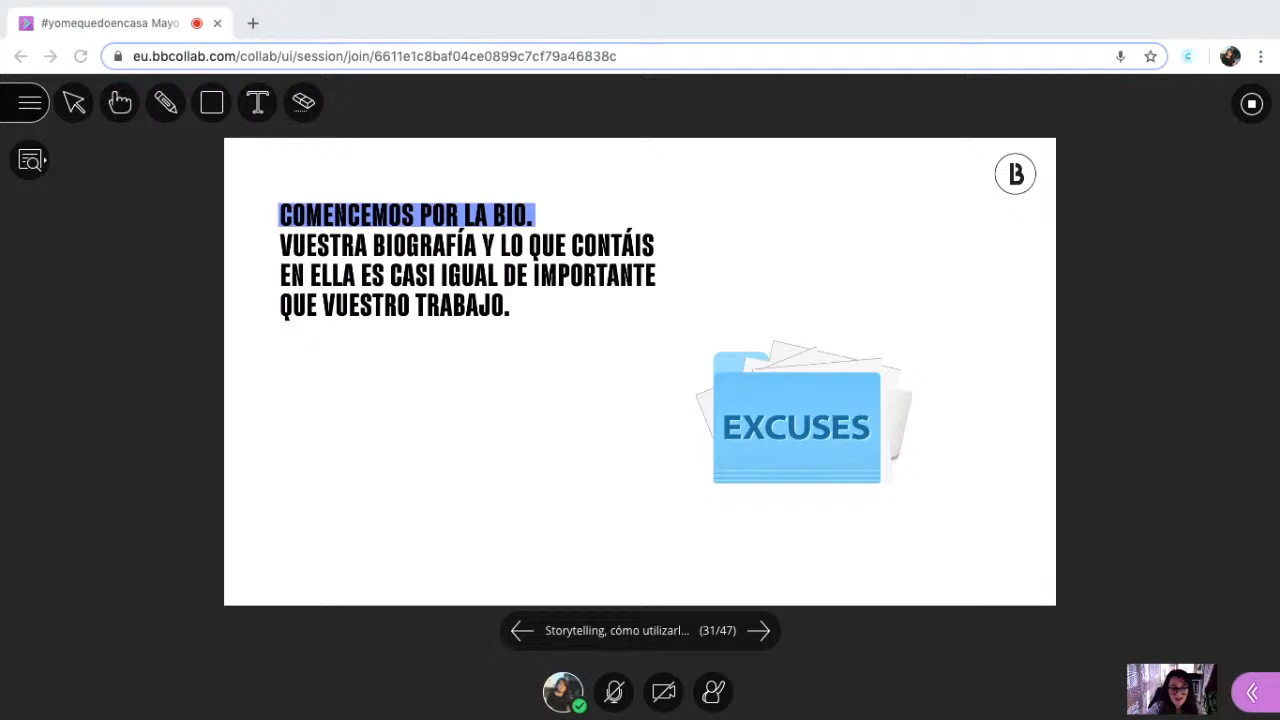 #yomequedoencasa Mayo
eu.bbcollab.com/collab/ui/session/join/6611e1c8baf04ce0899c7cf79a46838c
B
COMENCEMOS POR LA BIO.
VUESTRA BIOGRAFÍA Y LO QUE CONTÁIS
EN ELLA ES CASI IGUAL DE IMPORTANTE
QUE VUESTRO TRABAJO.
EXCUSES
Storytelling, cómo utilizarl... (31/47)